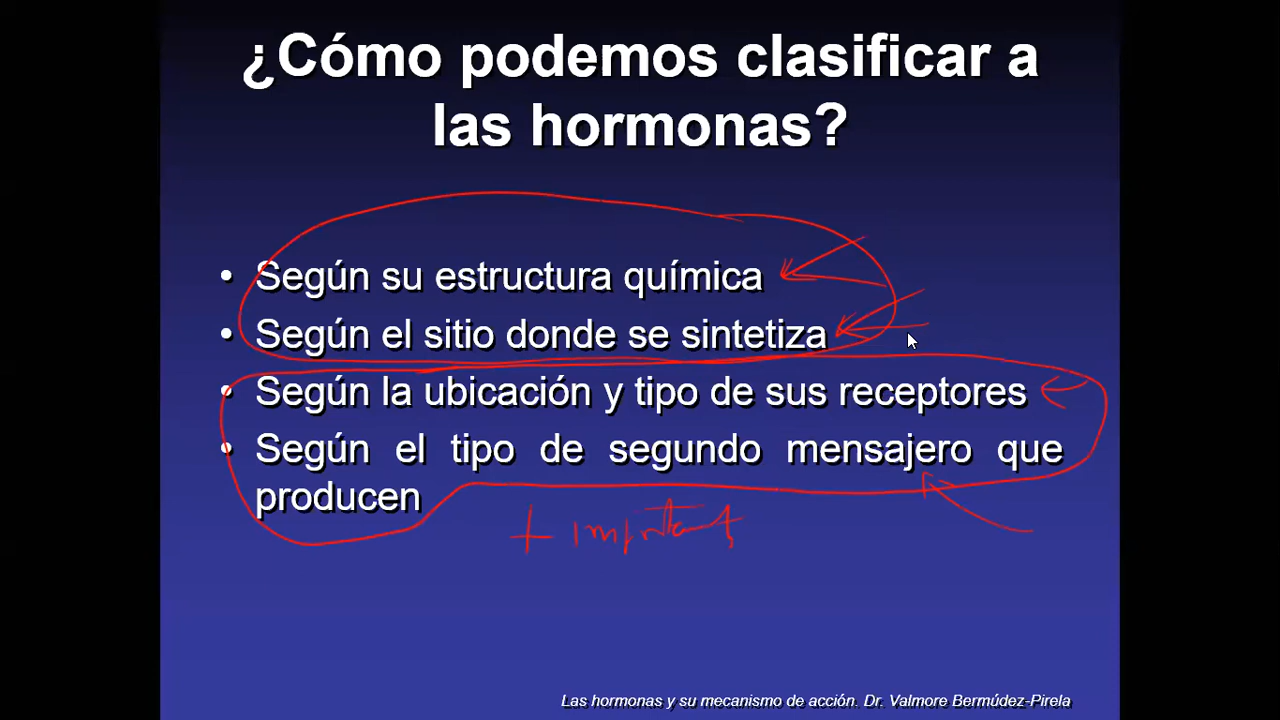 ¿Cómo podemos clasificar a
las hormonas?
• Según su estructura química
• Según el sitio donde se sintetiza
• Según la ubicación y tipo de sus receptores
• Según el tipo de segundo mensajero que
producen
+
Las hormonas y su mecanismo de acción. Dr. Valmore Bermúdez-Pirela